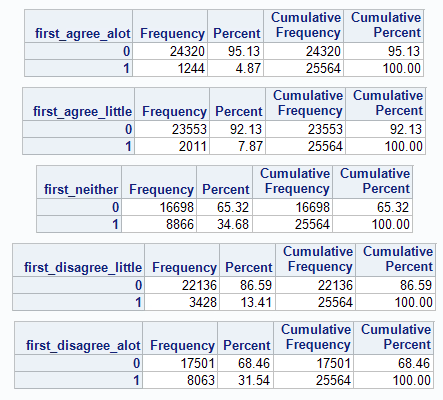 Cumulative Cumulative
first_agree_alot Frequency Percent Frequency Percent
0 24320 95.13 24320 95.13
1 1244 4.87 25564 100.00
Cumulative Cumulative
first_agree_little Frequency Percent Frequency Percent
0 23553 92.13 23553 92.13
1 2011 7.87 25564 100.00
Cumulative Cumulative
first_neither Frequency Percent Frequency Percent
0 16698 65.32 16698 65.32
1 8866 34.68 25564 100.00
Cumulative Cumulative
first_disagree_little Frequency Percent Frequency Percent
0 22136 86.59 22136 86.59
1 3428 13.41 25564 100.00
Cumulative Cumulative
first_disagree_alot Frequency Percent Frequency Percent
0 17501 68.46 17501 68.46
1 8063 31.54 25564 100.00